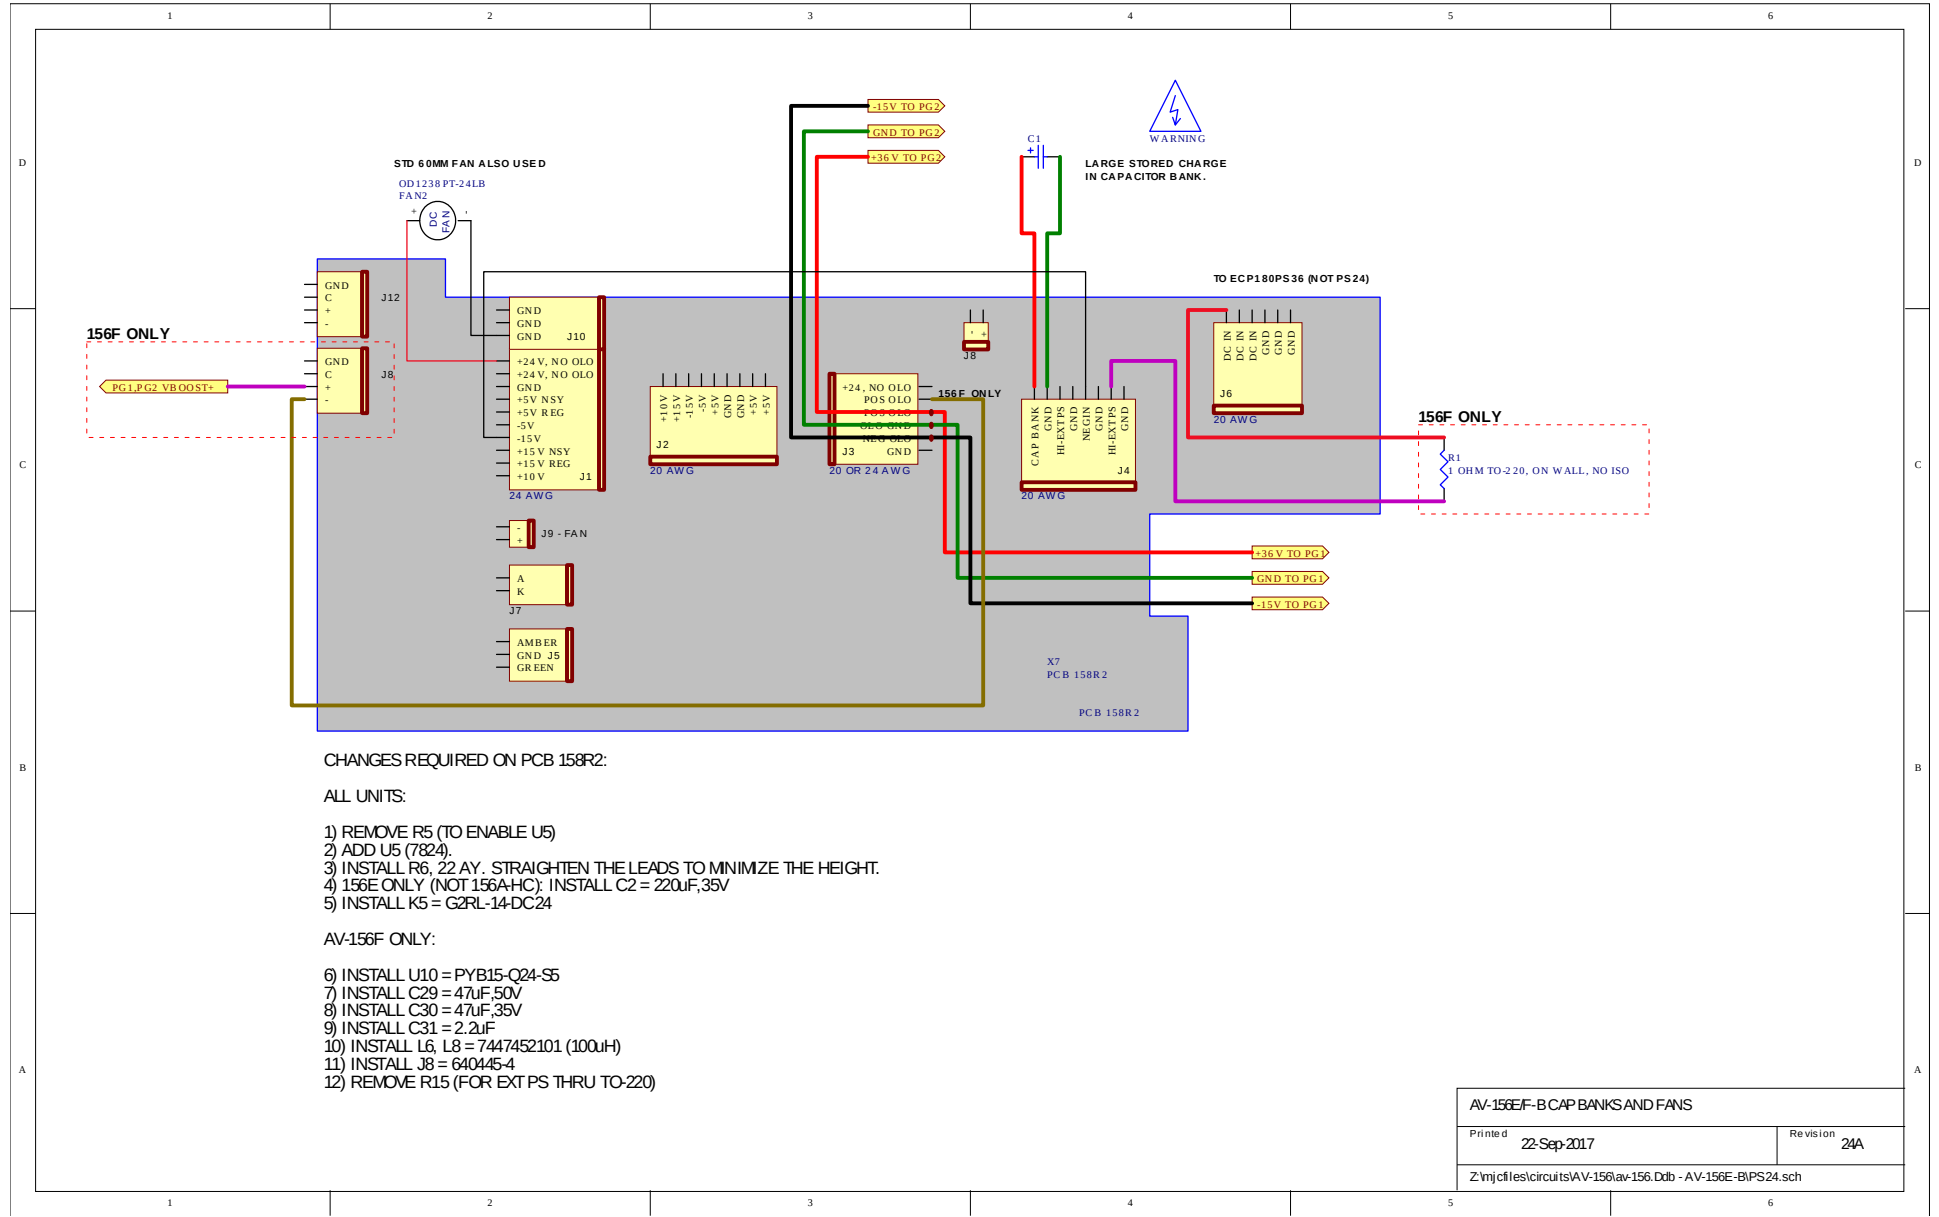 1 2 3 4 5 6
D
D
C
C
B
B
A
A
-15V TO PG2
GND TO PG2
+36V TO PG2
C1
+
WARNING
LARGE STORED CHARGE
IN CAPACITOR BANK.
STD 60MM FAN ALSO USED
OD1238PT-24LB
FAN2
+
-
DC
FAN
TO ECP180PS36 (NOT PS24)
GND
C
+
-
J12
156F ONLY
GND
C
+
-
J8
PG1,PG2 VBOOST+
GND
GND
GND
J10
+24V, NO OLO
+24V, NO OLO
GND
+5V NSY
+5V REG
-5V
-15V
+15V NSY
+15V REG
+10V
J1
24 AWG
+10V
+15V
-15V
-5V
+5V
GND
GND
+5V
+5V
J2
20 AWG
+24, NO OLO
POS OLO
POS OLO
OLO GND
NEG OLO
GND
J3
20 OR 24 AWG
156F ONLY
- +
J8
CAP BANK
GND
HI-EXTPS
GND
NEGIN
GND
HI-EXTPS
GND
J4
20 AWG
DC IN
DC IN
DC IN
GND
GND
GND
J6
20 AWG
156F ONLY
R1
1 OHM TO-220, ON WALL, NO ISO
-
+
J9 - FAN
A
K
J7
AMBER
GND
GREEN
J5
+36V TO PG1
GND TO PG1
-15V TO PG1
X7
PCB 158R2
PCB 158R2
CHANGES REQUIRED ON PCB 158R2:
ALL UNITS:
1) REMOVE R5 (TO ENABLE U5)
2) ADD U5 (7824).
3) INSTALL R6, 22 AY. STRAIGHTEN THE LEADS TO MINIMIZE THE HEIGHT.
4) 156E ONLY (NOT 156A-HC): INSTALL C2 = 220uF,35V
5) INSTALL K5 = G2RL-14-DC24
AV-156F ONLY:
6) INSTALL U10 = PYB15-Q24-S5
7) INSTALL C29 = 47uF,50V
8) INSTALL C30 = 47uF,35V
9) INSTALL C31 = 2.2uF
10) INSTALL L6, L8 = 7447452101 (100uH)
11) INSTALL J8 = 640445-4
12) REMOVE R15 (FOR EXT PS THRU TO-220)
AV-156E/F-B CAP BANKS AND FANS
Printed 22-Sep-2017
Revision 24A
Z:\mjcfiles\circuits\AV-156\av-156.Ddb - AV-156E-B\PS24.sch
1 2 3 4 5 6